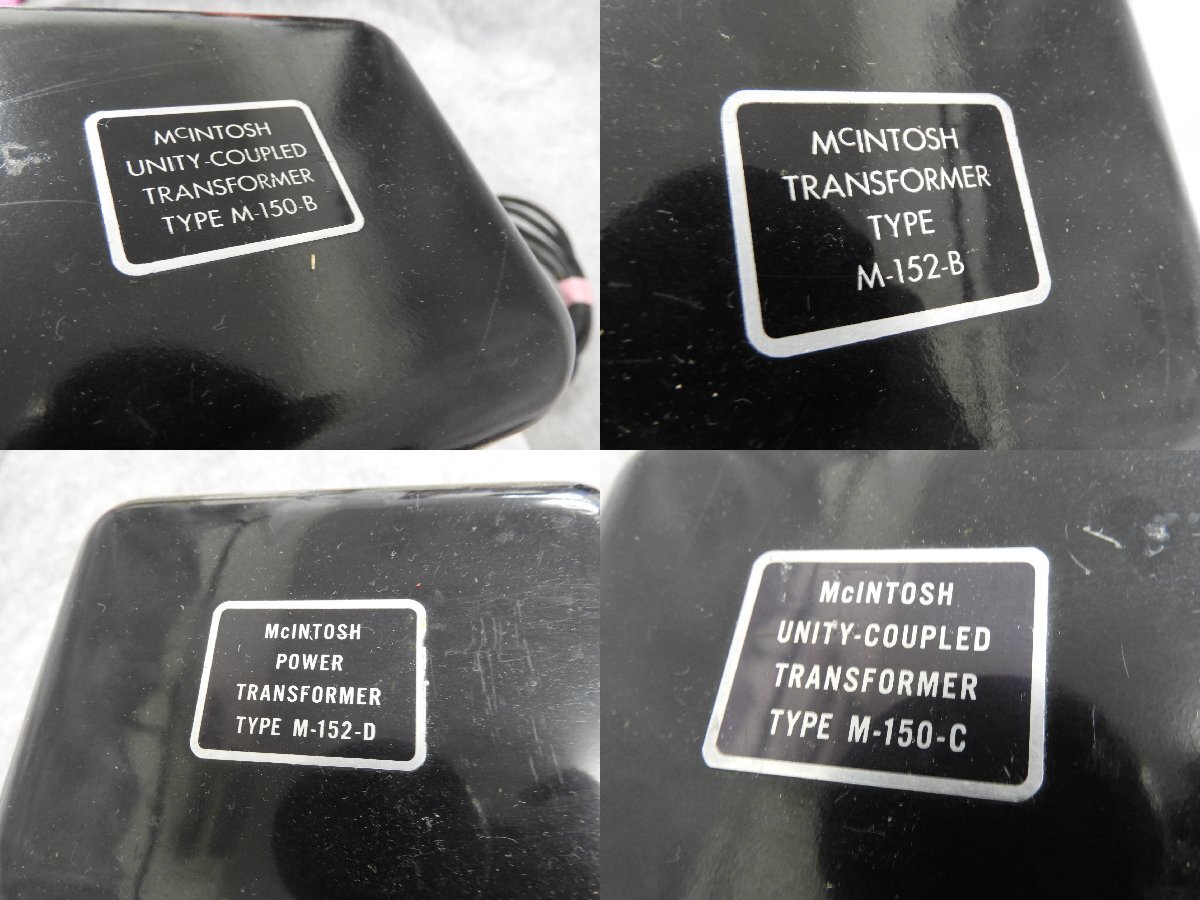 McINTOSH
UNITY-COUPLED
TRANSFORMER
TYPE M-150-B
McINTOSH
TRANSFORMER
TYPE
M-152-B
McINTOSH
POWER
TRANSFORMER
TYPE M-152-D
McINTOSH
UNITY-COUPLED
TRANSFORMER
TYPE M-150-C